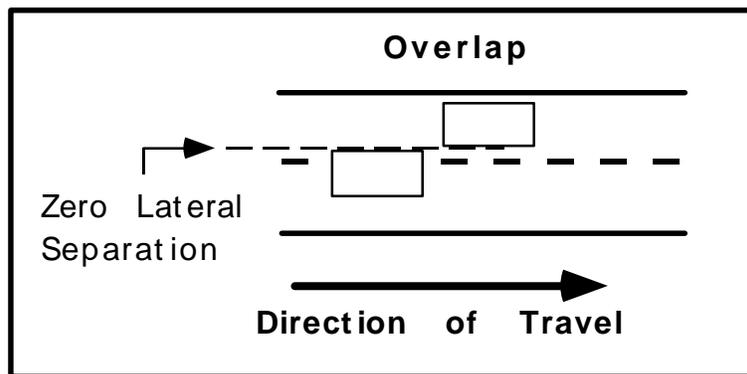 Overlap
Zero Lateral
Separation
Direction of Travel